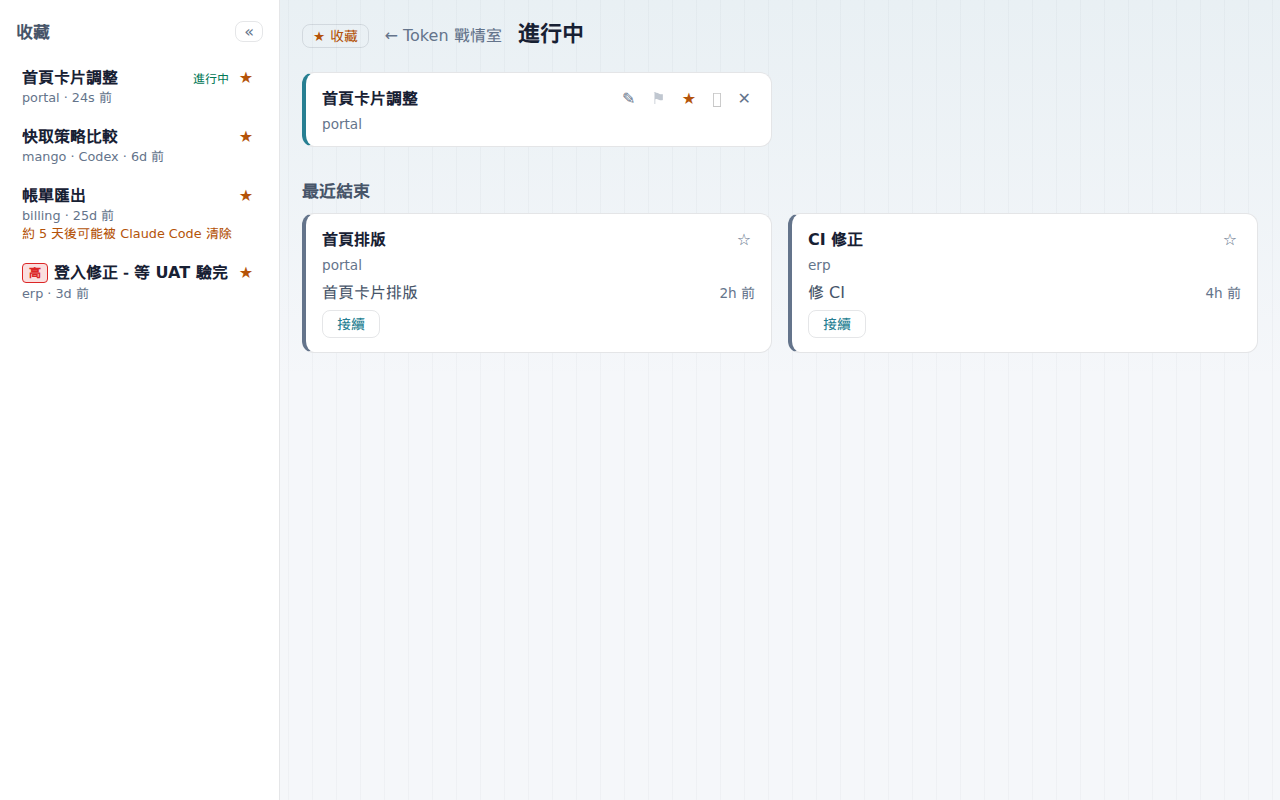 收藏 «
首頁卡片調整 進行中 ★
portal · 24s 前
快取策略比較 ★
mango · Codex · 6d 前
帳單匯出 ★
billing · 25d 前
約 5 天後可能被 Claude Code 清除
高 登入修正 - 等 UAT 驗完 ★
erp · 3d 前
★ 收藏 ← Token 戰情室 進行中
首頁卡片調整 ✎ ⚑ ★ ✕
portal
最近結束
首頁排版 ☆
portal
首頁卡片排版 2h 前
接續
CI 修正 ☆
erp
修 CI 4h 前
接續